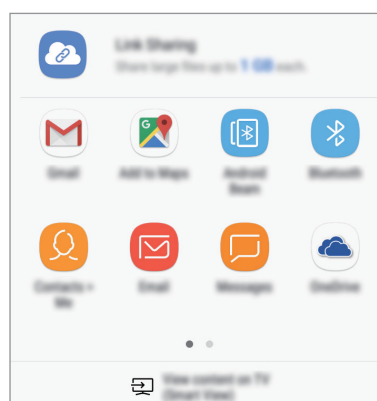 Link Sharing
Share large files up to 1 GB each.
Gmail
Add to Maps
Android
Beam
Bluetooth
Contacts >
Me
Email
Messages
OneDrive
View content on TV
(Smart View)